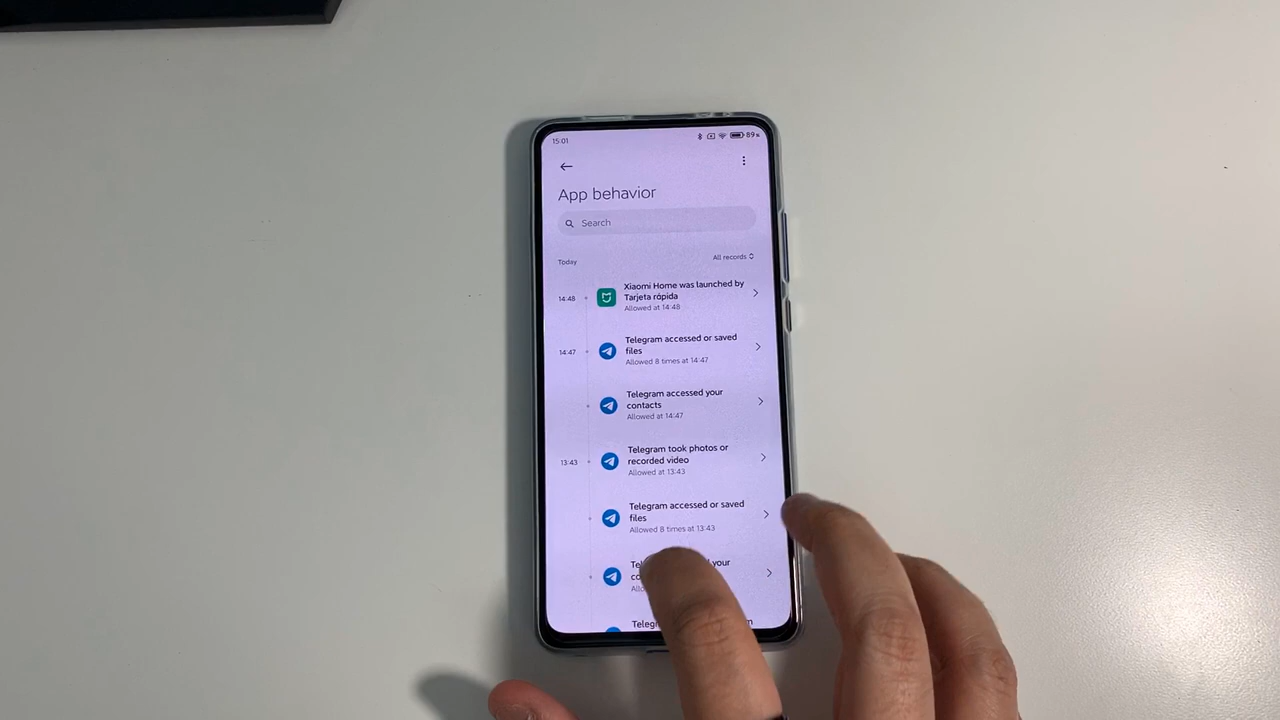 15:01
89%
App behavior
Search
Today
All records
14:48
Xiaomi Home was launched by
Tarjeta rápida
Allowed at 14:48
14:47
Telegram accessed or saved
files
Allowed 8 times at 14:47
Telegram accessed your
contacts
Allowed at 14:47
13:43
Telegram took photos or
recorded video
Allowed at 13:43
Telegram accessed or saved
files
Allowed 8 times at 13:43
your